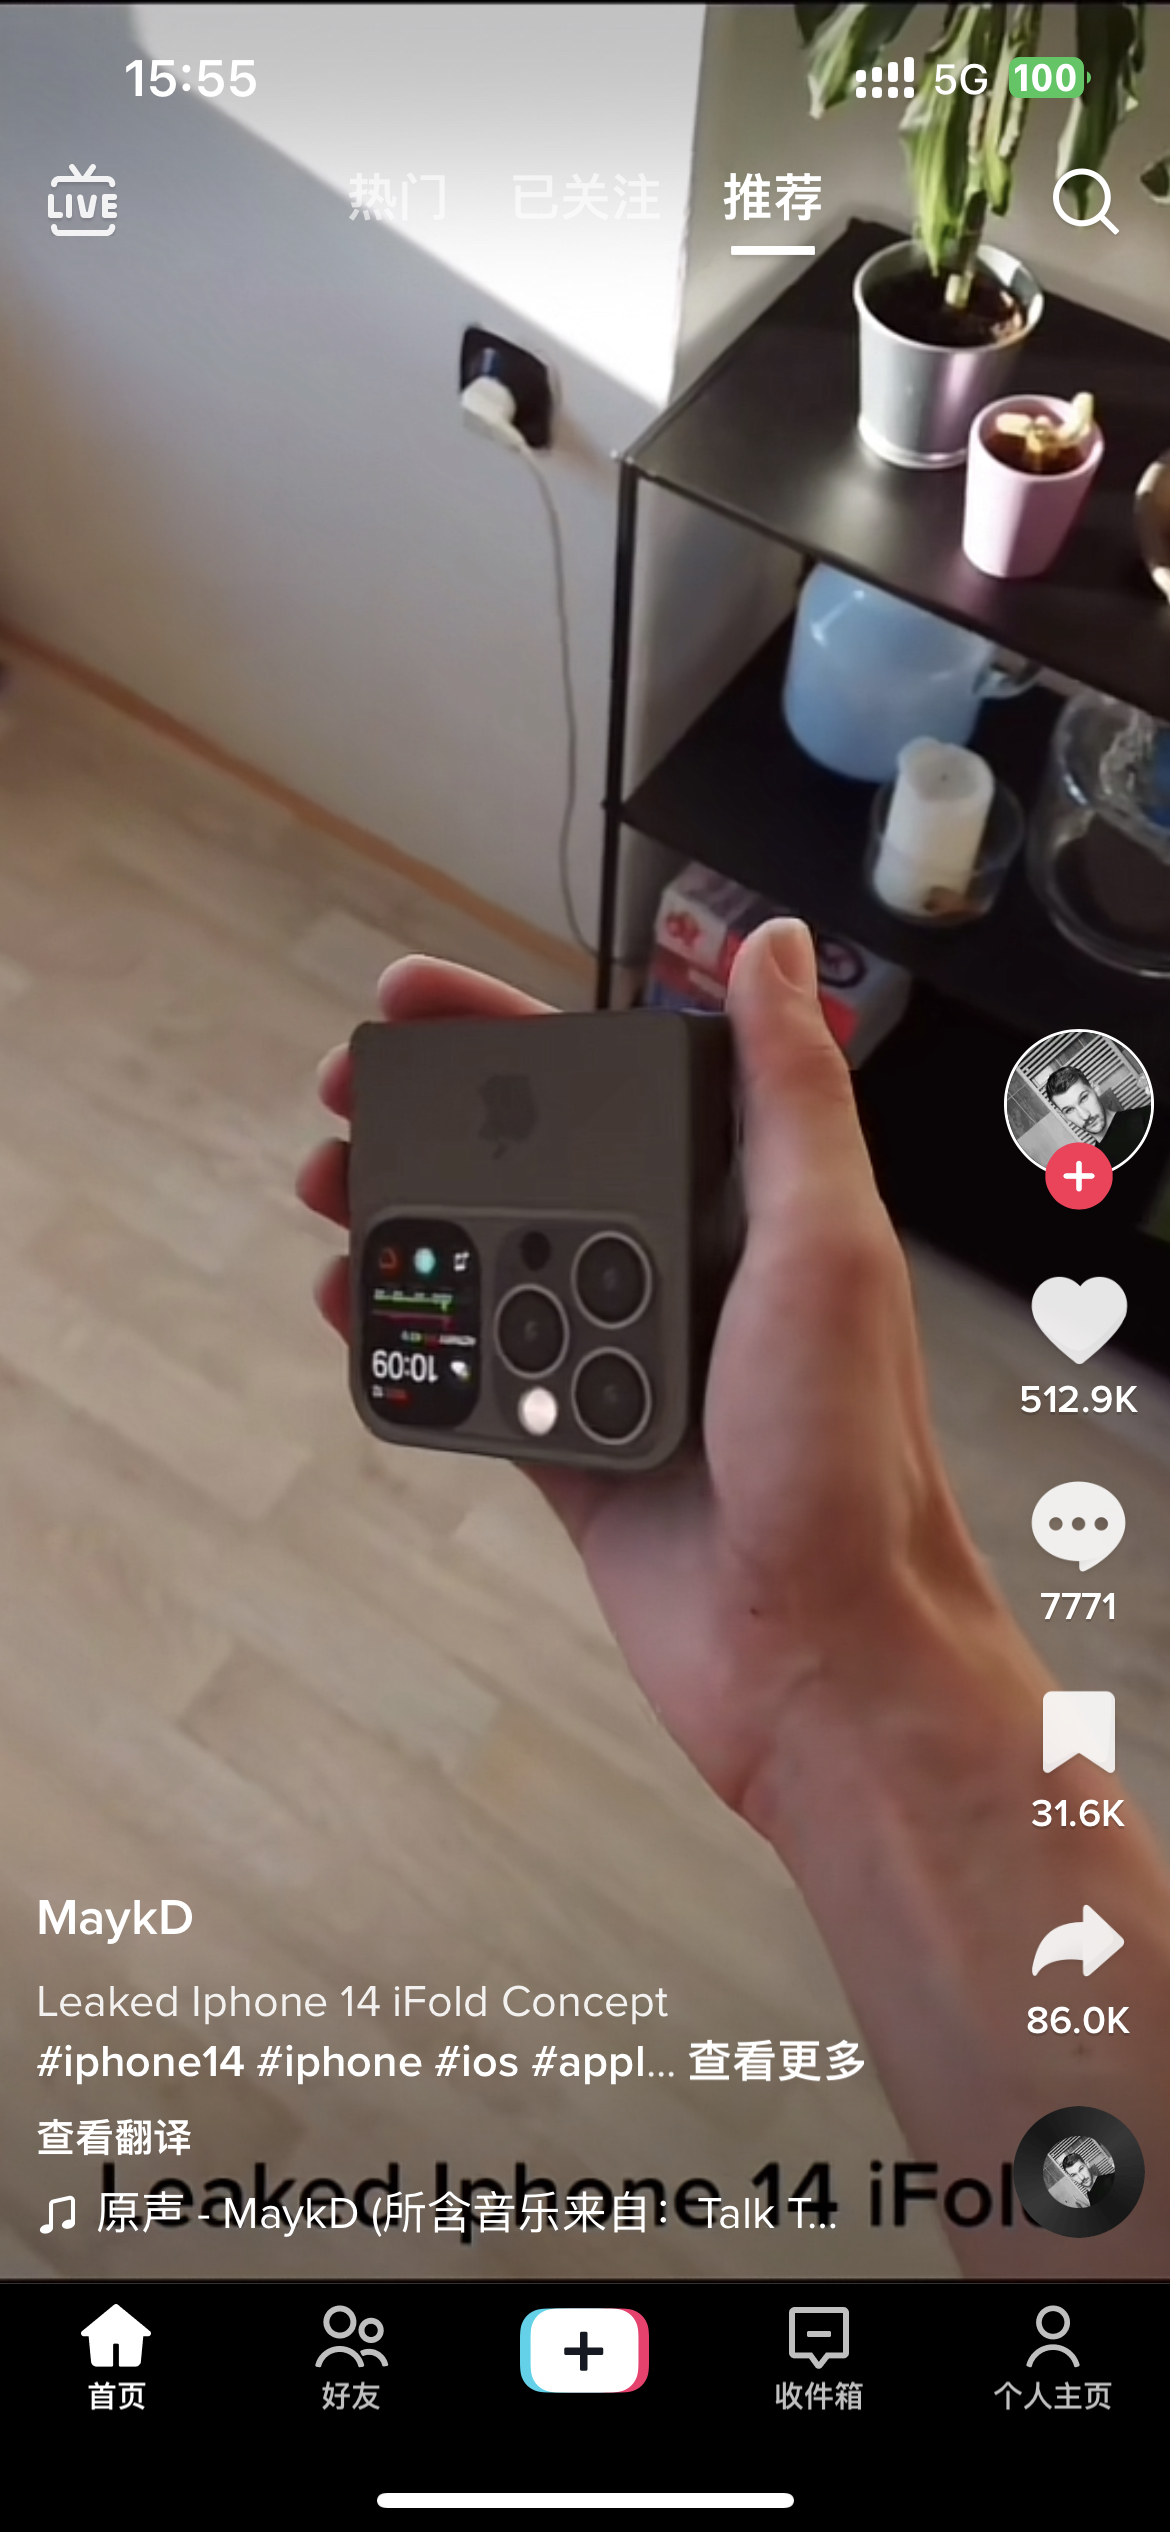 15:55
5G 100
LIVE
热门 已关注 推荐
10:09
512.9K
7771
31.6K
86.0K
MaykD
Leaked Iphone 14 iFold Concept
#iphone14 #iphone #ios #appl... 查看更多
查看翻译
Leaked Iphone 14 iFold
原声 - MaykD (所含音乐来自：Talk T...
首页 好友 收件箱 个人主页